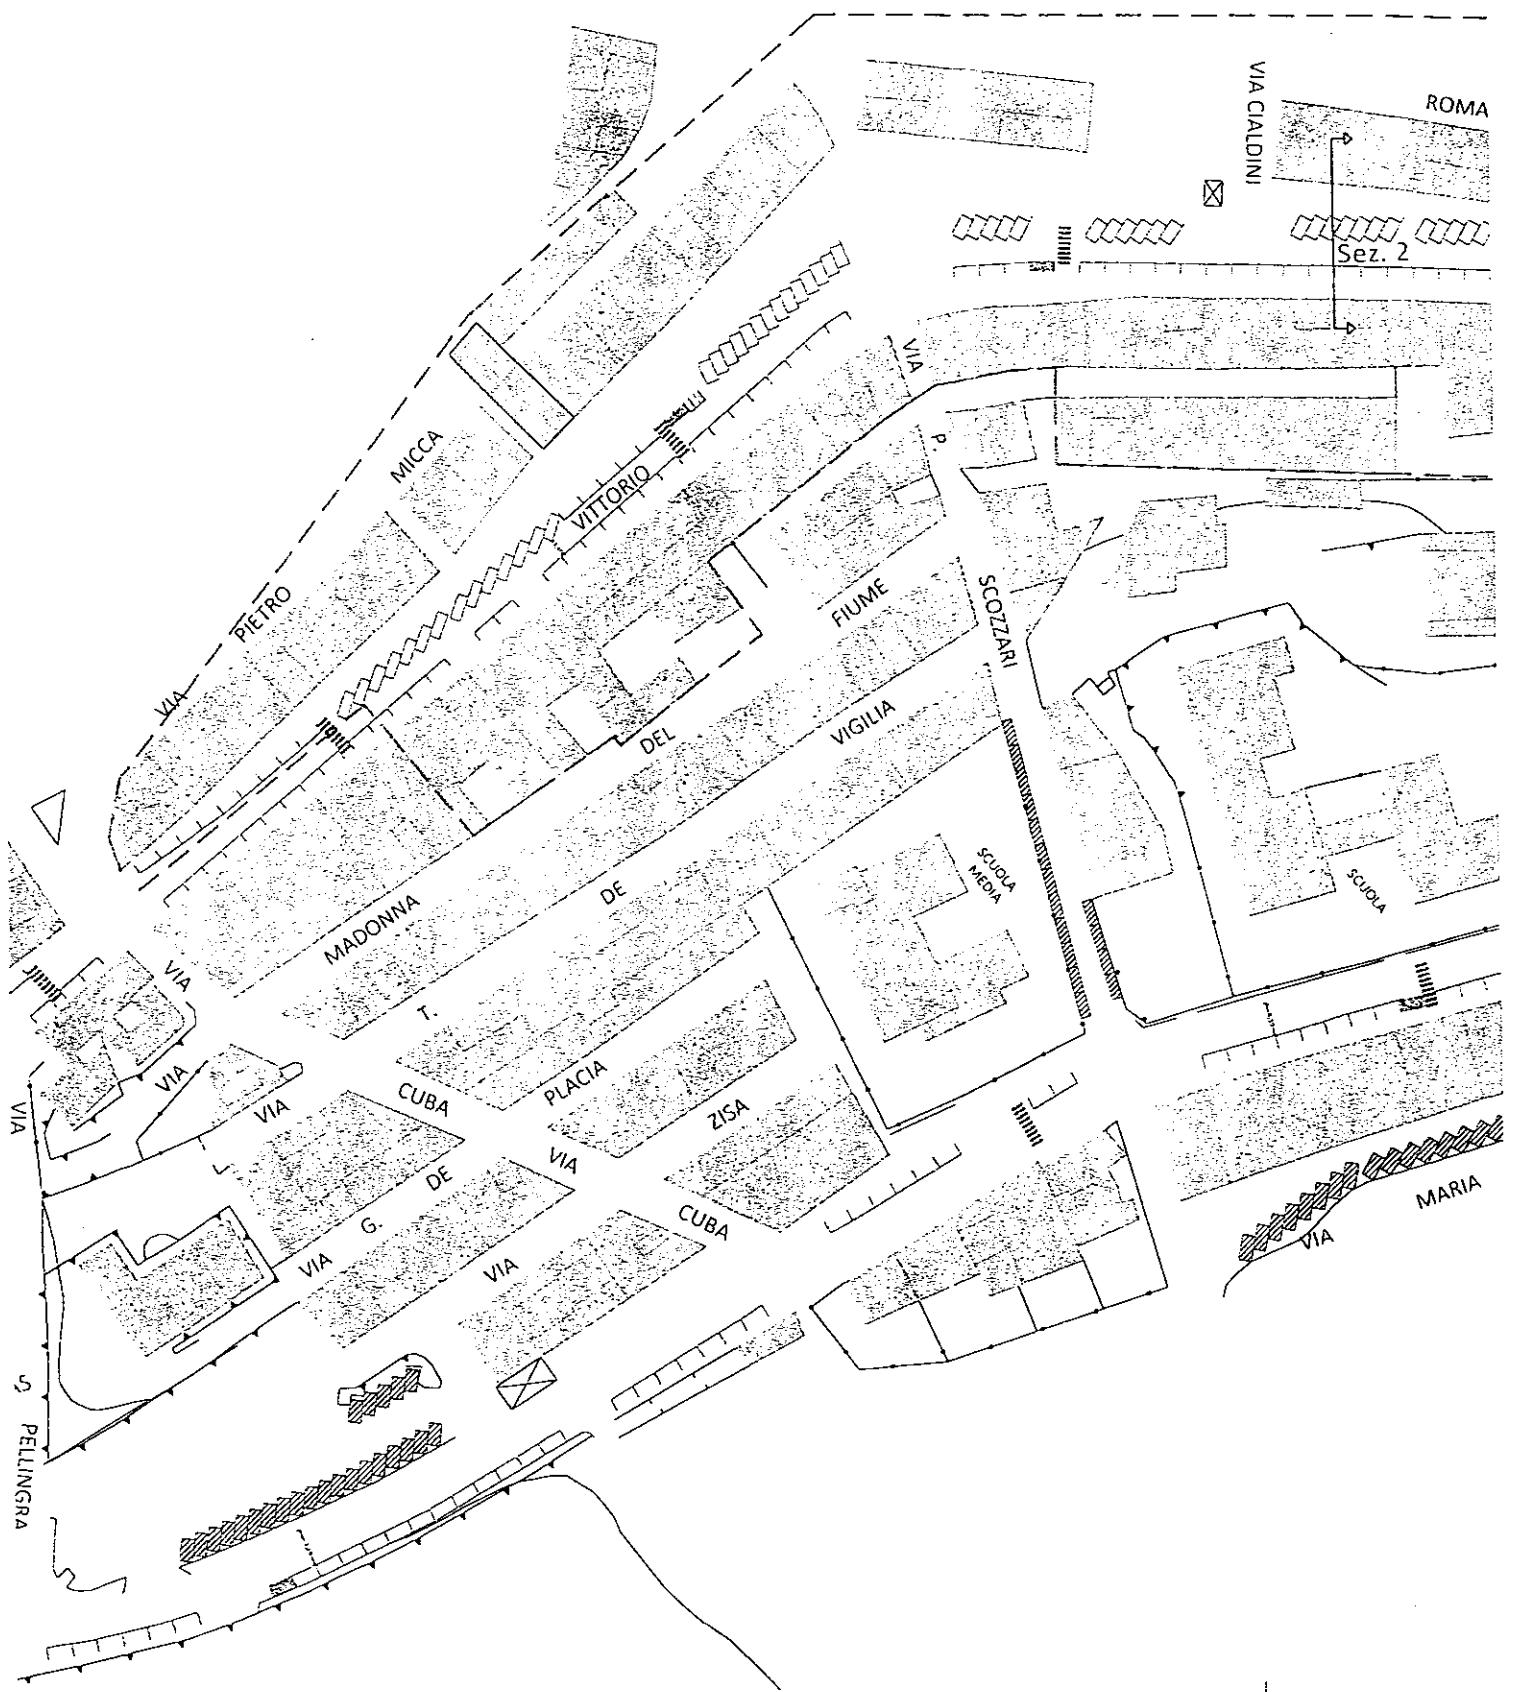 VIA CIALDINI
ROMA
Sez. 2
VIA
P.
SCOZZARI
VITTORIO
MICCA
PIETRO
VIA
FIUME
DEL
MADONNA
VIA
VIGILIA
DE
T.
VIA
SCUOLA
MEDIA
SCUOLA
PLACIA
DE
G.
VIA
CUBA
VIA
CUBA
ZISA
VIA
MARIA
VIA
VIA
S
PELLINGRA